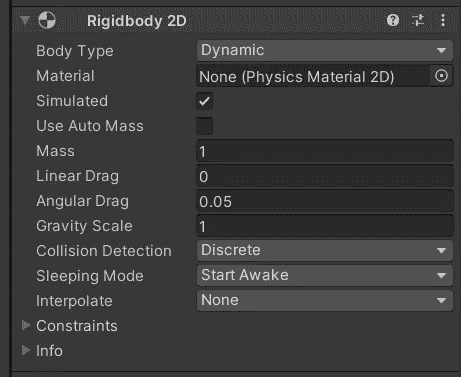 Rigidbody 2D
Body Type Dynamic
Material None (Physics Material 2D)
Simulated
Use Auto Mass
Mass 1
Linear Drag 0
Angular Drag 0.05
Gravity Scale 1
Collision Detection Discrete
Sleeping Mode Start Awake
Interpolate None
Constraints
Info